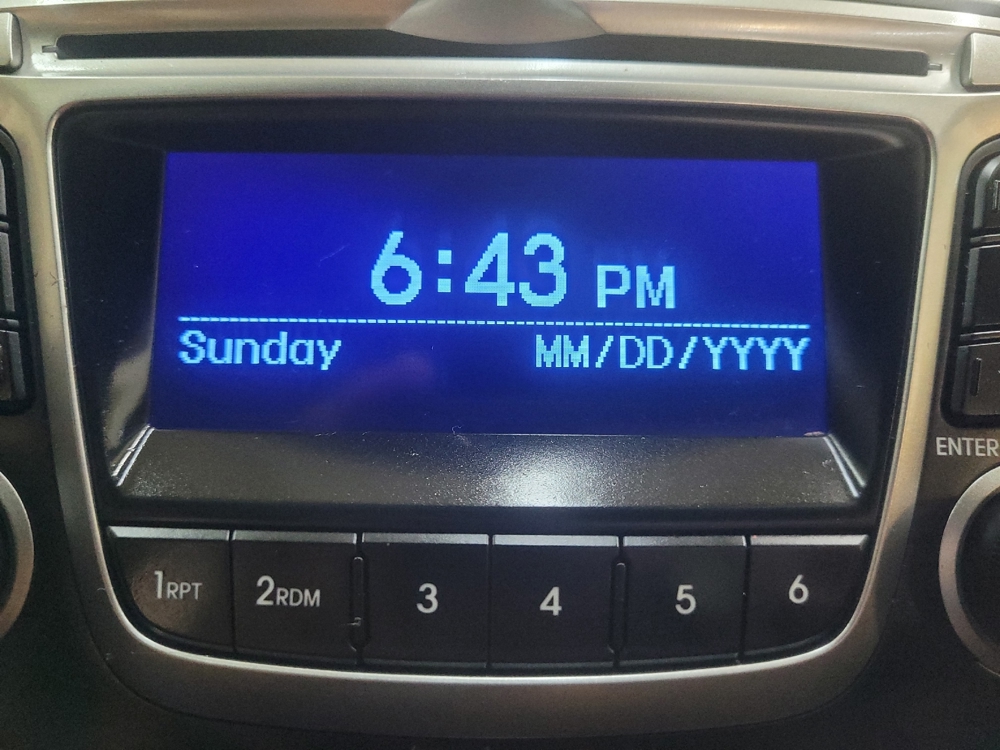 6:43 PM
Sunday MM/DD/YYYY
ENTER
1RPT 2RDM 3 4 5 6